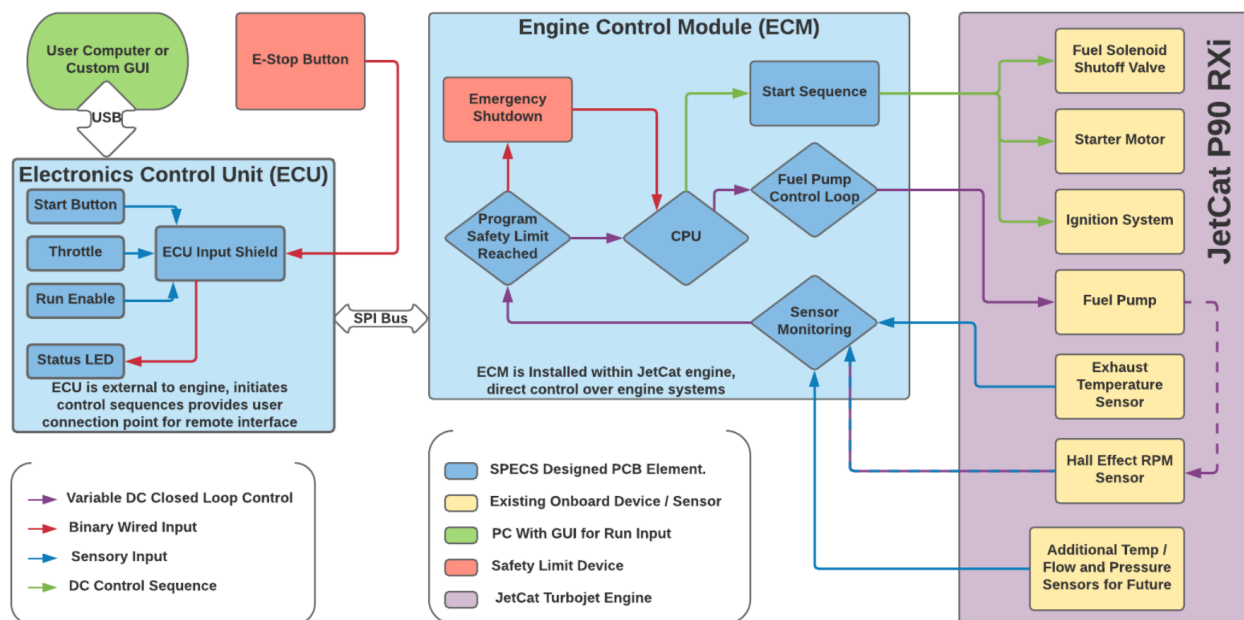 User Computer or
Custom GUI
USB
E-Stop Button
Electronics Control Unit (ECU)
Start Button
Throttle
Run Enable
Status LED
ECU Input Shield
ECU is external to engine, initiates
control sequences provides user
connection point for remote interface
SPI Bus
Engine Control Module (ECM)
Emergency
Shutdown
Start Sequence
Program
Safety Limit
Reached
CPU
Fuel Pump
Control Loop
Sensor
Monitoring
ECM is Installed within JetCat engine,
direct control over engine systems
JetCat P90 RXi
Fuel Solenoid
Shutoff Valve
Starter Motor
Ignition System
Fuel Pump
Exhaust
Temperature
Sensor
Hall Effect RPM
Sensor
Additional Temp /
Flow and Pressure
Sensors for Future
Variable DC Closed Loop Control
Binary Wired Input
Sensory Input
DC Control Sequence
SPECS Designed PCB Element.
Existing Onboard Device / Sensor
PC With GUI for Run Input
Safety Limit Device
JetCat Turbojet Engine